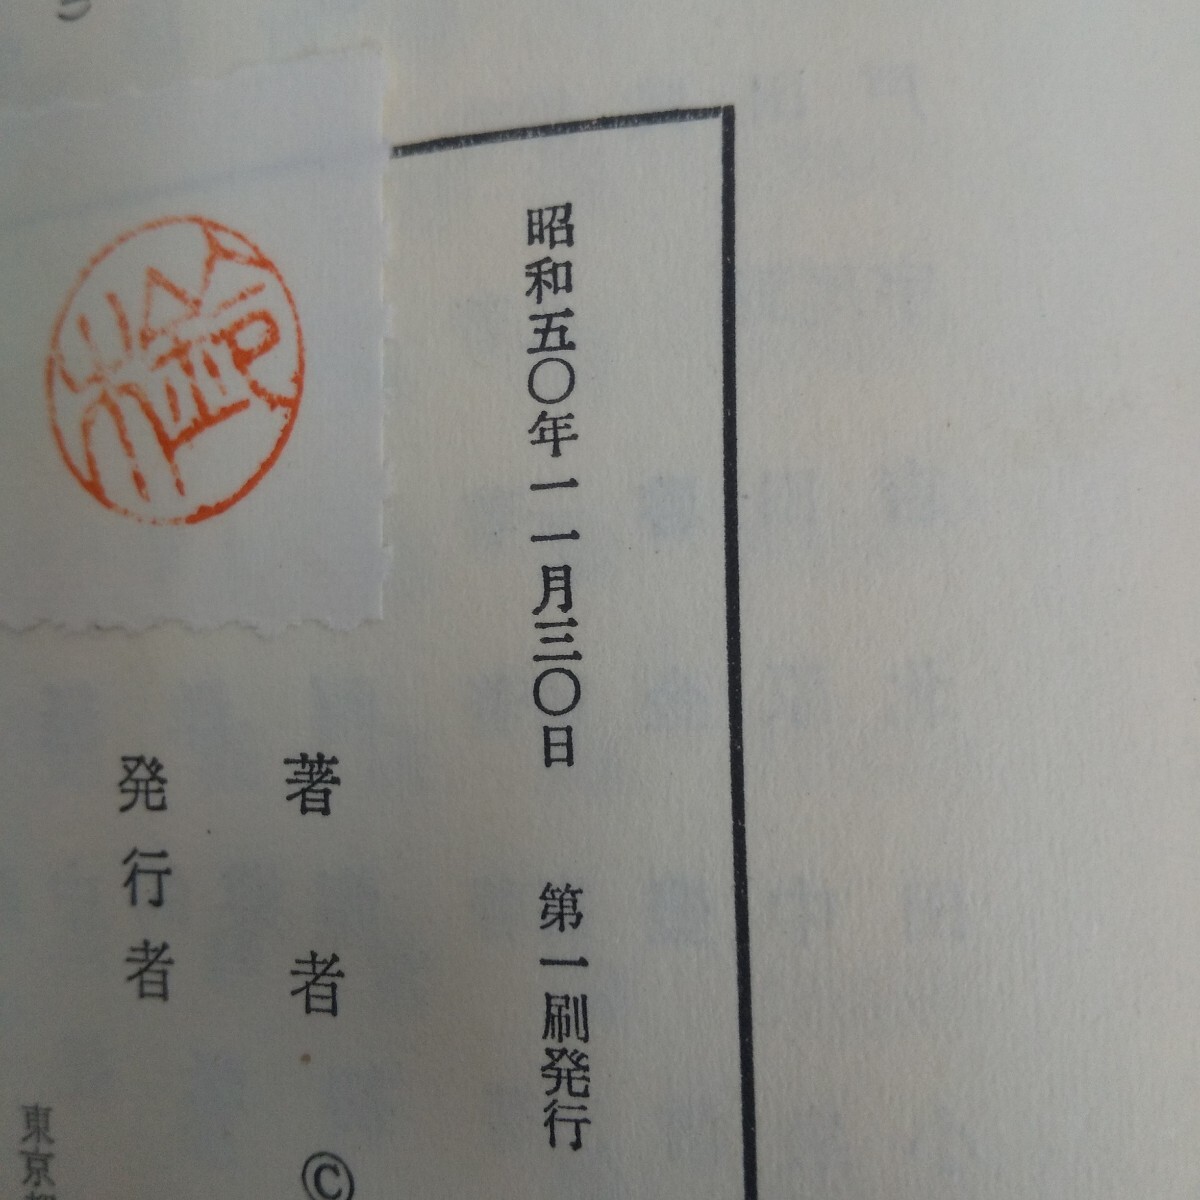 昭和五〇年一一月三〇日　第一刷発行
著者　©
発行者
東京都